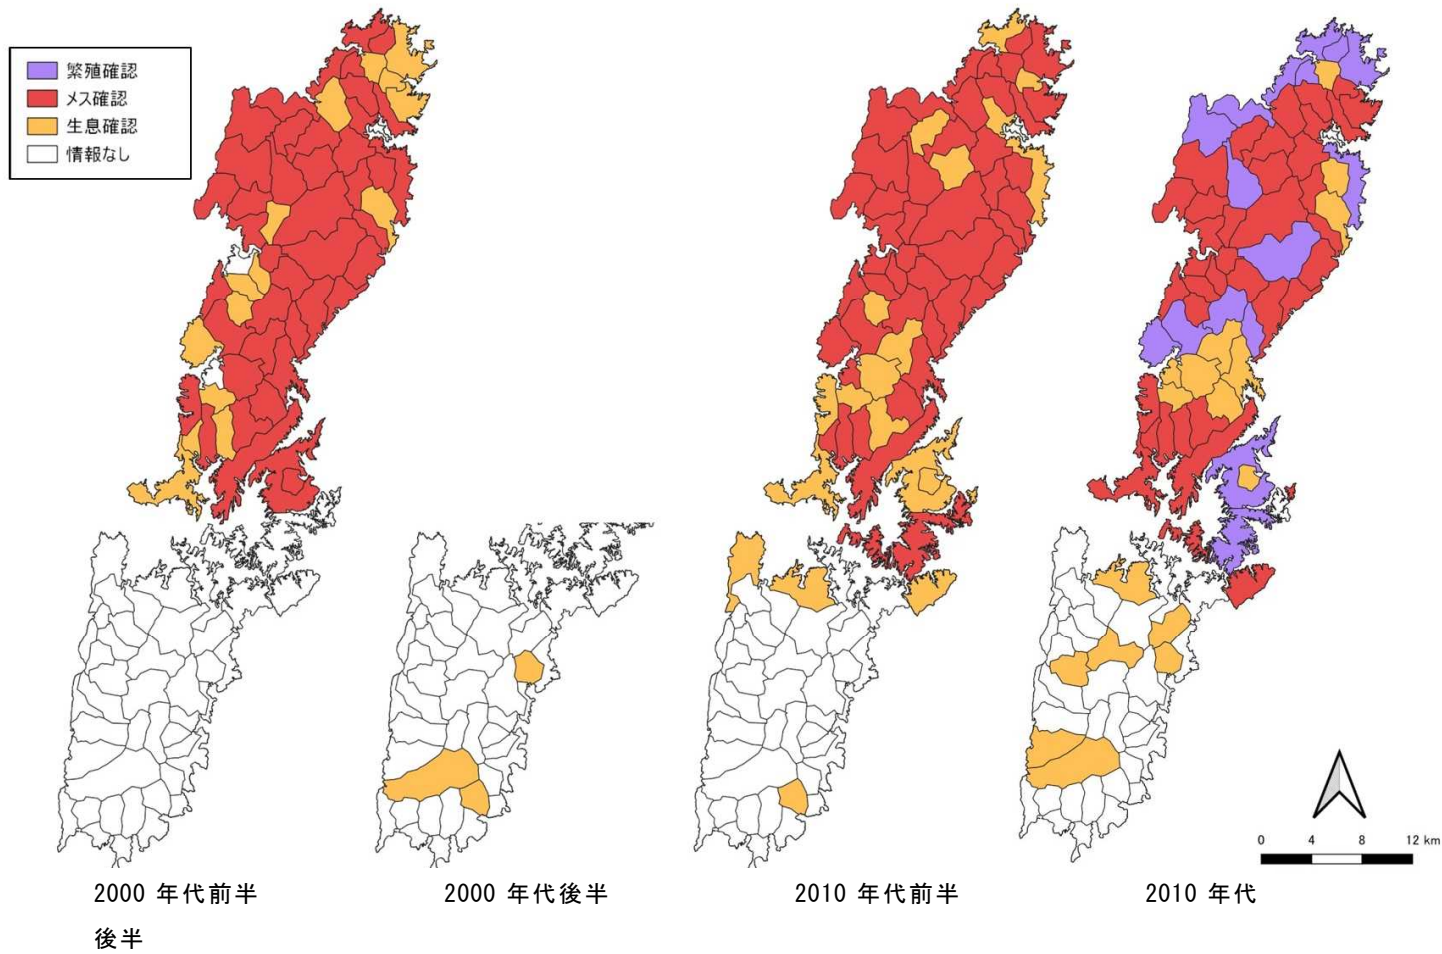 繁殖確認
メス確認
生息確認
情報なし
0 4 8 12 km
2000 年代前半 2000 年代後半 2010 年代前半 2010 年代
後半